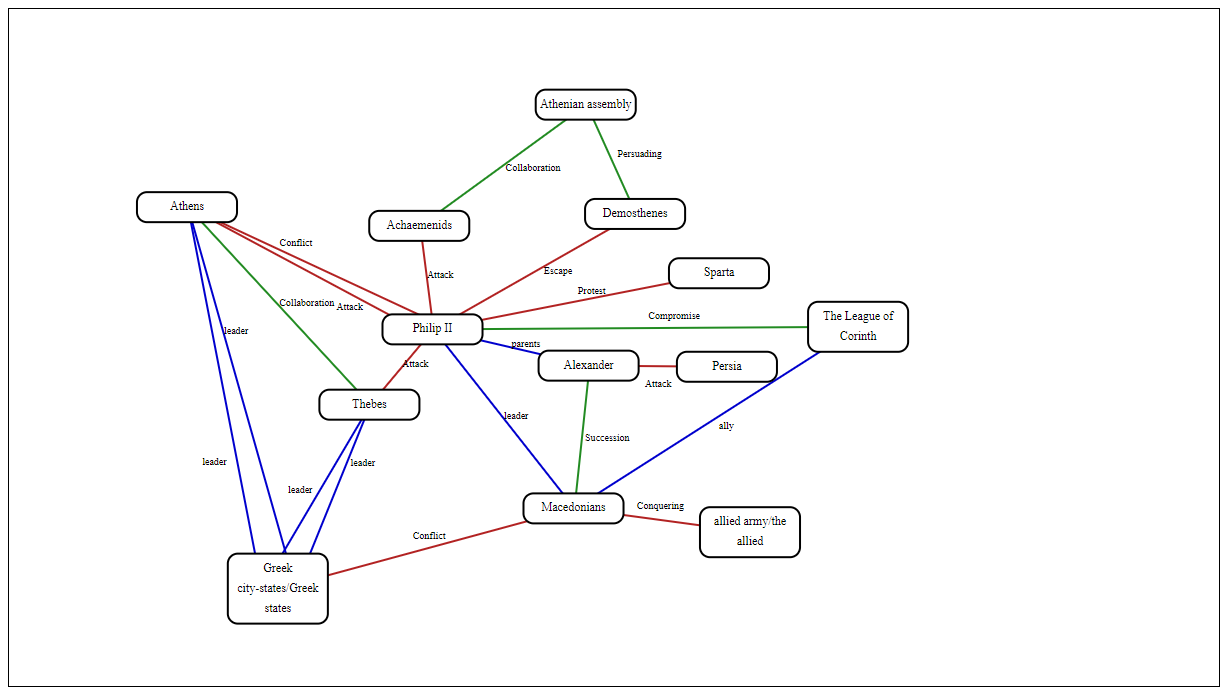 Athenian assembly
Persuading
Collaboration
Athens
Achaemenids
Demosthenes
Conflict
Attack
Escape
Sparta
Protest
Collaboration
Attack
Compromise
The League of
Corinth
Philip II
leader
parents
Alexander
Persia
Attack
Attack
Thebes
leader
ally
Succession
leader
leader
leader
Macedonians
Conquering
allied army/the
allied
Conflict
Greek
city-states/Greek
states